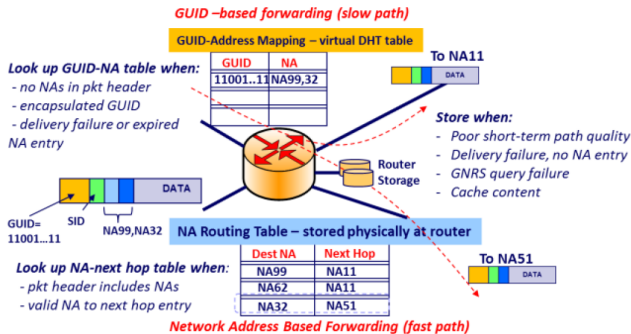 GUID –based forwarding (slow path)
GUID-Address Mapping – virtual DHT table
GUID NA
11001..11 NA99,32
Look up GUID-NA table when:
- no NAs in pkt header
- encapsulated GUID
- delivery failure or expired
NA entry
To NA11
DATA
Store when:
- Poor short-term path quality
- Delivery failure, no NA entry
- GNRS query failure
- Cache content
Router
Storage
DATA
GUID=
11001...11
SID
NA99,NA32
NA Routing Table – stored physically at router
Dest NA Next Hop
NA99 NA11
NA62 NA11
NA32 NA51
Look up NA-next hop table when:
- pkt header includes NAs
- valid NA to next hop entry
To NA51
DATA
Network Address Based Forwarding (fast path)